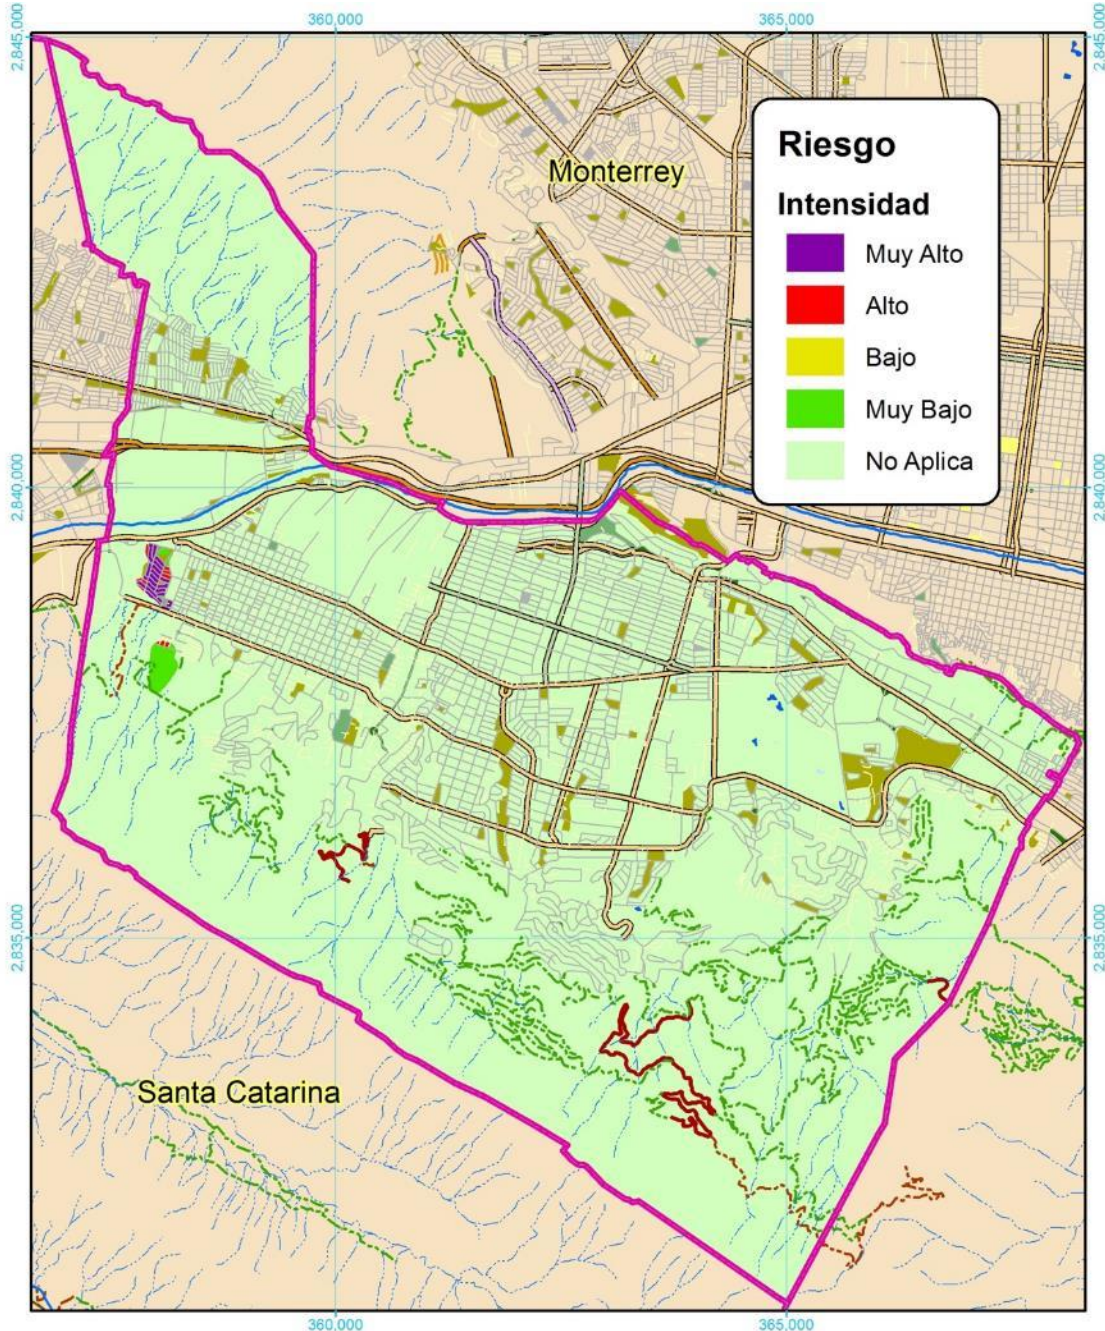 360,000
365,000
2,845,000
2,845,000
Riesgo
Monterrey
Intensidad
Muy Alto
Alto
Bajo
Muy Bajo
No Aplica
2,840,000
2,840,000
2,835,000
2,835,000
Santa Catarina
360,000
365,000